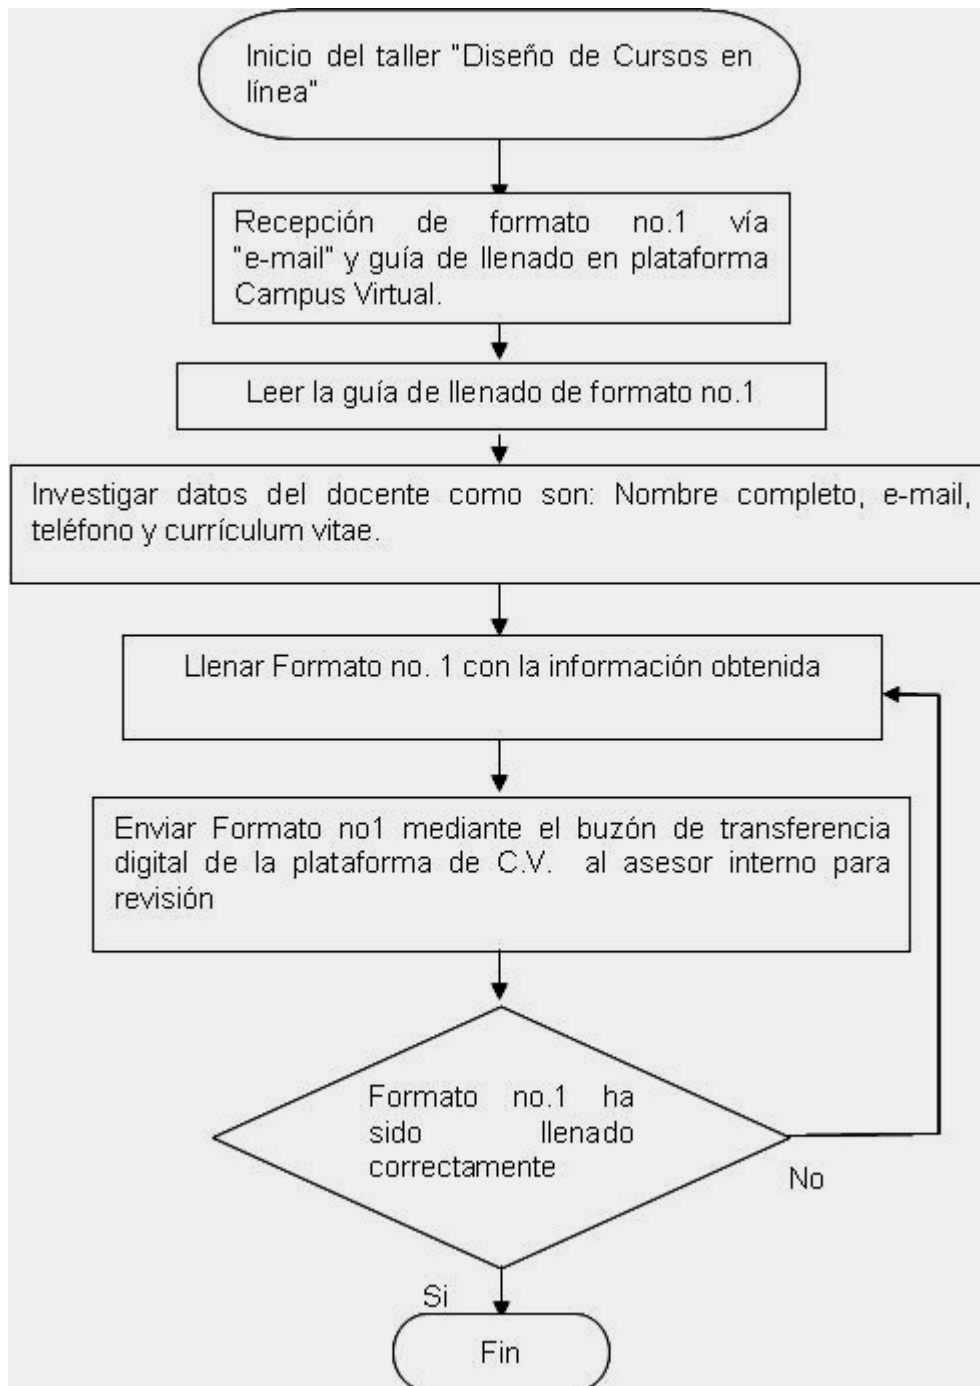 Inicio del taller "Diseño de Cursos en
línea"
Recepción de formato no.1 vía
"e-mail" y guía de llenado en plataforma
Campus Virtual.
Leer la guía de llenado de formato no.1
Investigar datos del docente como son: Nombre completo, e-mail,
teléfono y currículum vitae.
Llenar Formato no. 1 con la información obtenida
Enviar Formato no1 mediante el buzón de transferencia
digital de la plataforma de C.V. al asesor interno para
revisión
Formato no.1 ha
sido llenado
correctamente
No
Si
Fin